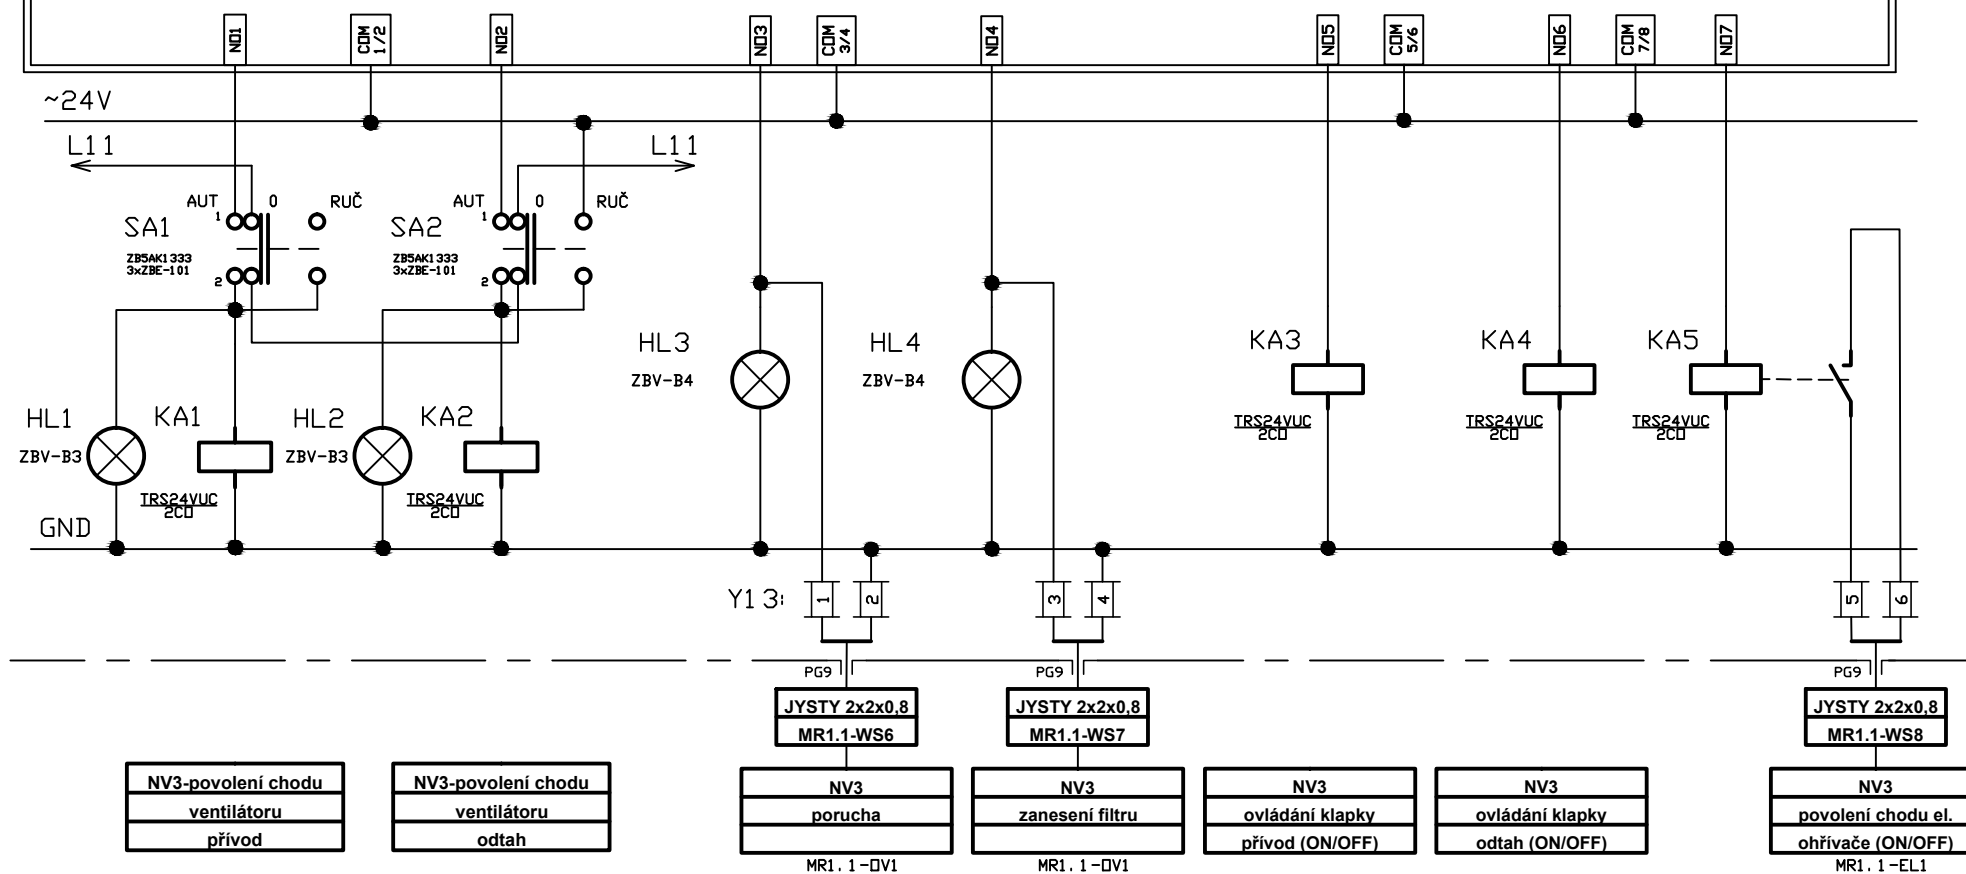 NO1
COM
1/2
NO2
NO3
COM
3/4
NO4
NO5
COM
5/6
NO6
COM
7/8
NO7
~24V
L11
L11
AUT
0
RUČ
AUT
0
RUČ
1
1
SA1
SA2
ZB5AK1333
3xZBE-101
ZB5AK1333
3xZBE-101
2
2
HL3
ZBV-B4
HL4
ZBV-B4
KA3
KA4
KA5
TRS24VUC
2CO
TRS24VUC
2CO
TRS24VUC
2CO
HL1
ZBV-B3
KA1
HL2
ZBV-B3
KA2
TRS24VUC
2CO
TRS24VUC
2CO
GND
Y13:
1
2
3
4
5
6
PG9
PG9
PG9
JYSTY 2x2x0,8
MR1.1-WS6
JYSTY 2x2x0,8
MR1.1-WS7
JYSTY 2x2x0,8
MR1.1-WS8
NV3-povolení chodu
ventilátoru
přívod
NV3-povolení chodu
ventilátoru
odtah
NV3
porucha
MR1.1-OV1
NV3
zanesení filtru
MR1.1-OV1
NV3
ovládání klapky
přívod (ON/OFF)
NV3
ovládání klapky
odtah (ON/OFF)
NV3
povolení chodu el.
ohřívače (ON/OFF)
MR1.1-EL1